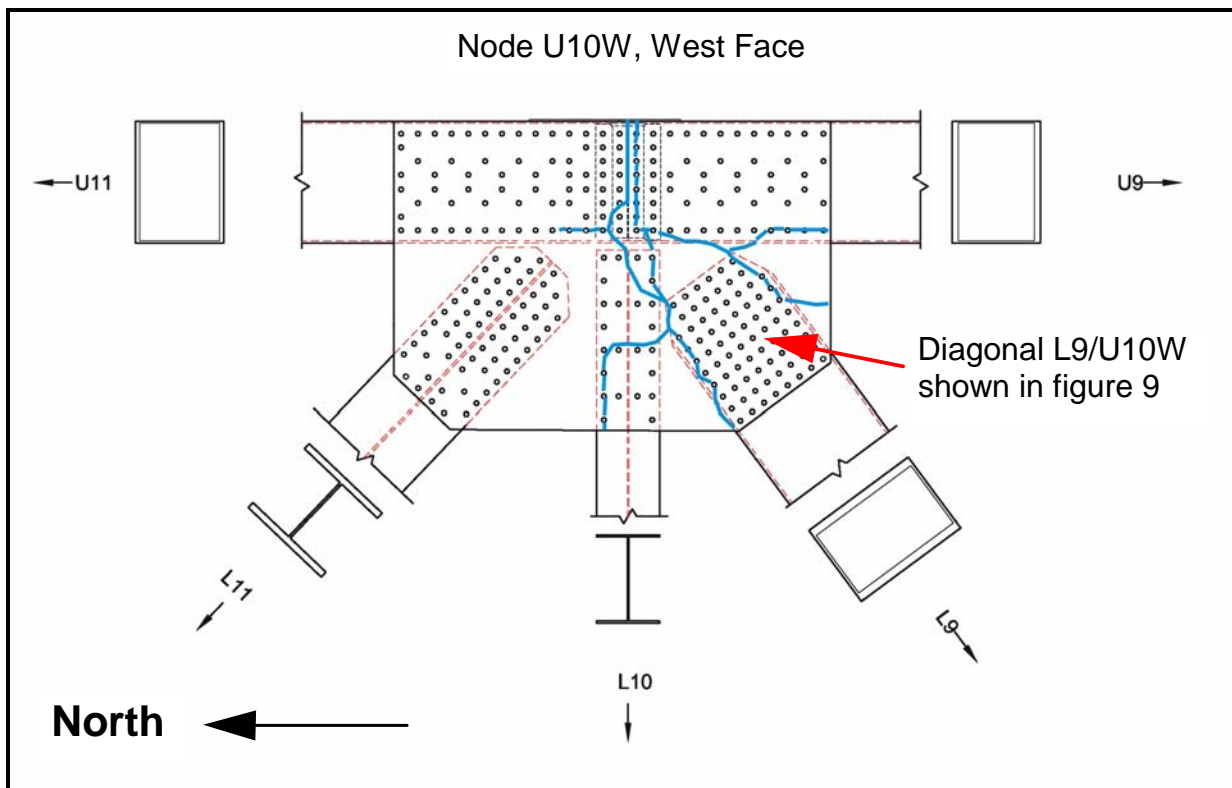 Node U10W, West Face
U11
U9
Diagonal L9/U10W
shown in figure 9
L11
L9
L10
North